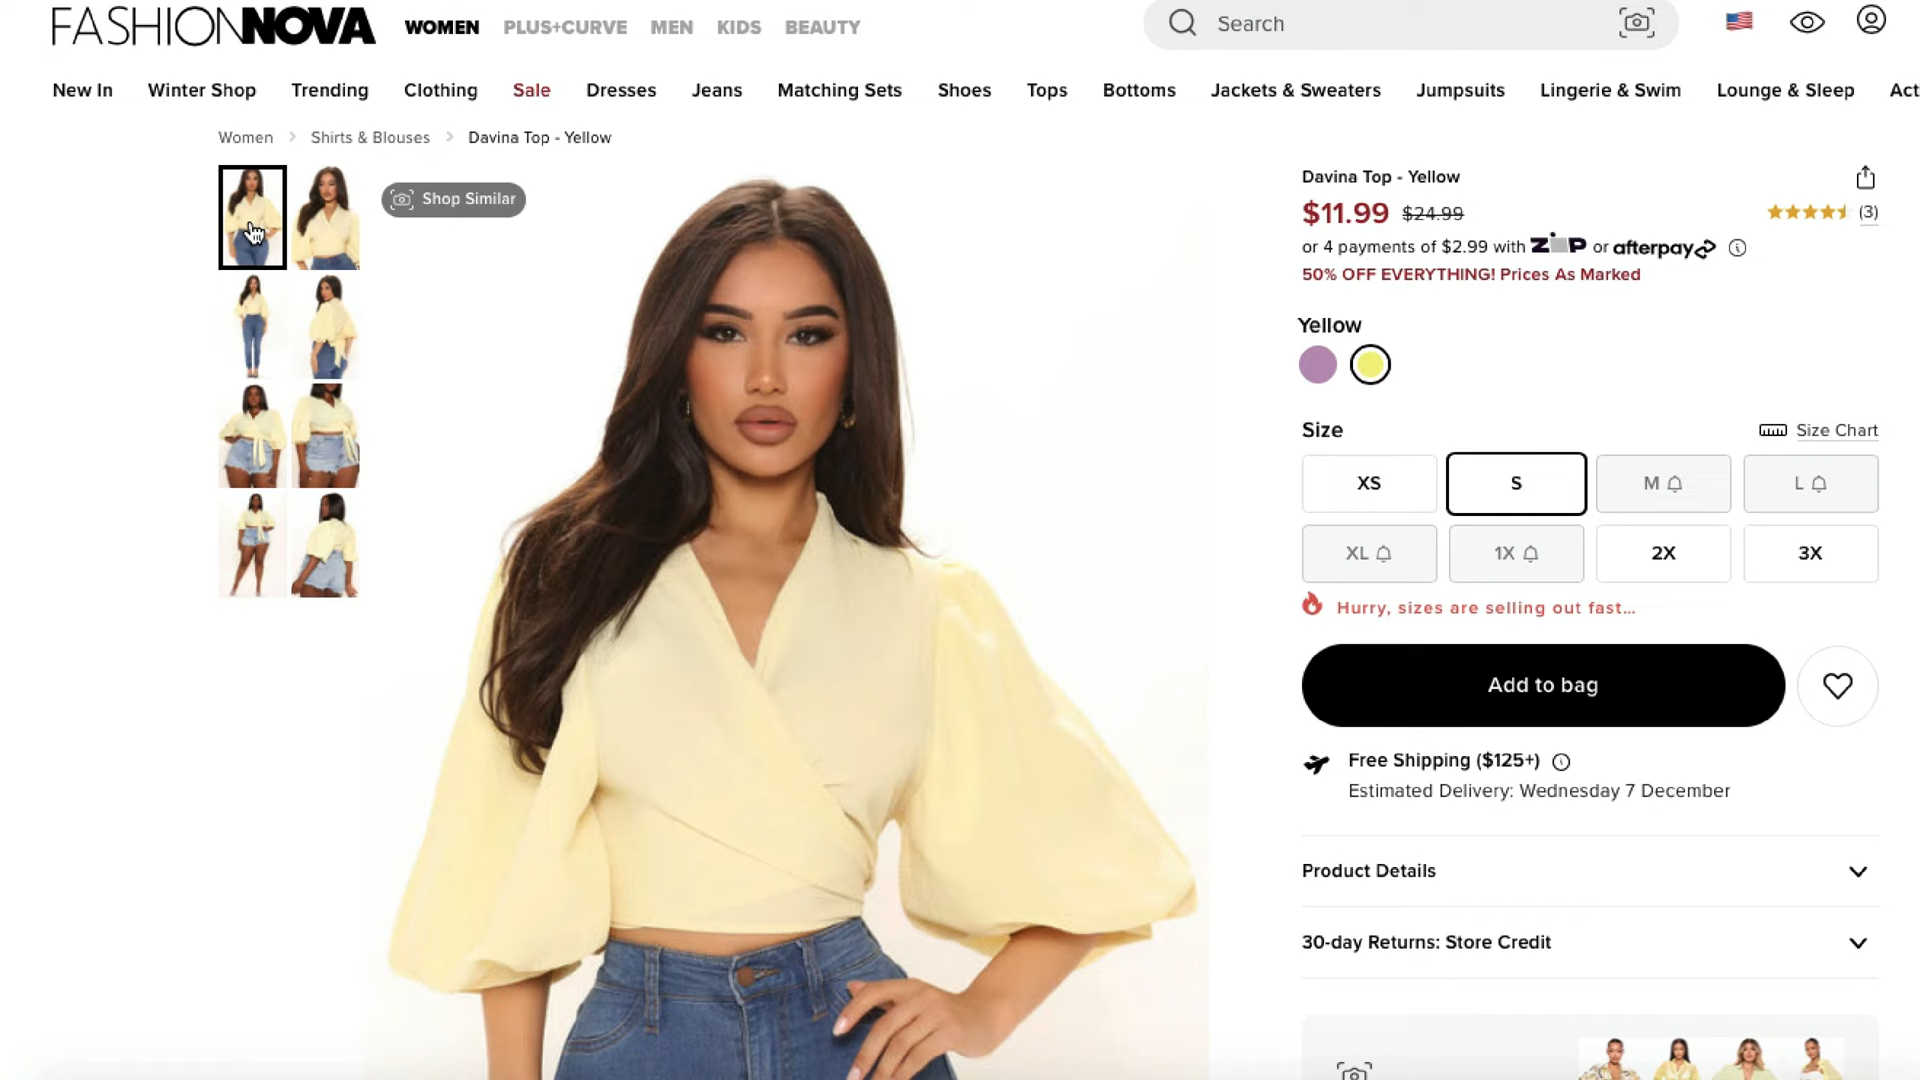 FASHIONNOVA
WOMEN PLUS+CURVE MEN KIDS BEAUTY
Search
New In Winter Shop Trending Clothing Sale Dresses Jeans Matching Sets Shoes Tops Bottoms Jackets & Sweaters Jumpsuits Lingerie & Swim Lounge & Sleep Act
Women > Shirts & Blouses > Davina Top - Yellow
Shop Similar
Davina Top - Yellow
$11.99 $24.99
(3)
or 4 payments of $2.99 with ZIP or afterpay
50% OFF EVERYTHING! Prices As Marked
Yellow
Size
Size Chart
XS S M L
XL 1X 2X 3X
Hurry, sizes are selling out fast...
Add to bag
Free Shipping ($125+)
Estimated Delivery: Wednesday 7 December
Product Details
30-day Returns: Store Credit